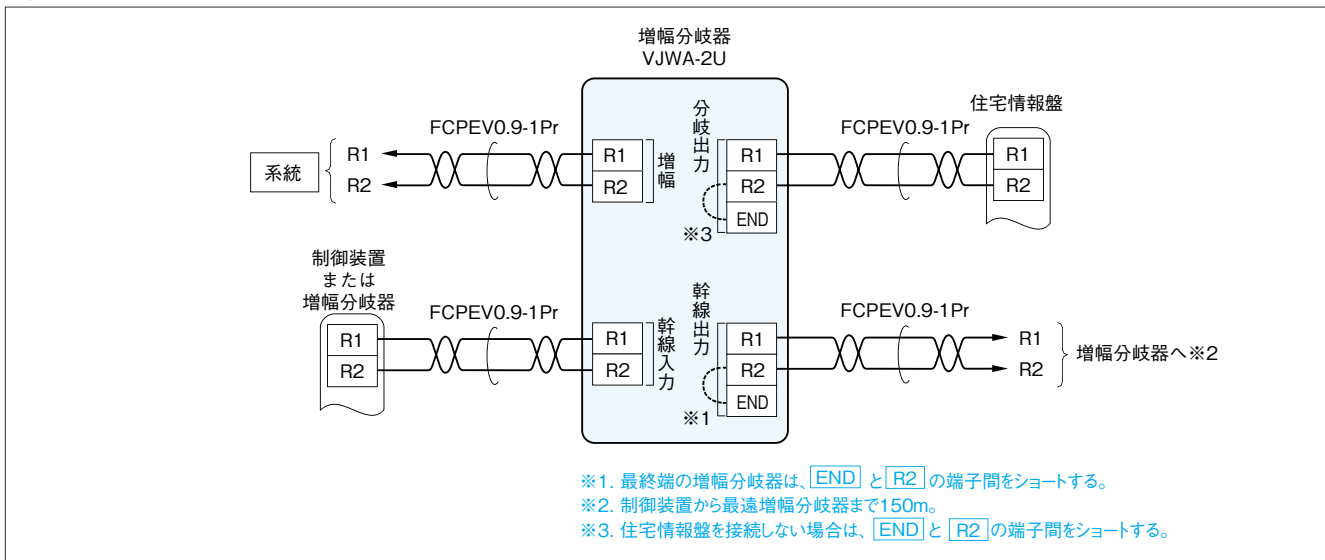 増幅分岐器
VJWA-2U
系統
R1
R2
FCPEV0.9-1Pr
R1
R2
増幅
分岐出力
R1
R2
END
※3
FCPEV0.9-1Pr
住宅情報盤
R1
R2
制御装置
または
増幅分岐器
R1
R2
FCPEV0.9-1Pr
R1
R2
幹線入力
幹線出力
R1
R2
END
※1
FCPEV0.9-1Pr
R1
R2
増幅分岐器へ※2
※1. 最終端の増幅分岐器は、END と R2 の端子間をショートする。
※2. 制御装置から最遠増幅分岐器まで150m。
※3. 住宅情報盤を接続しない場合は、END と R2 の端子間をショートする。